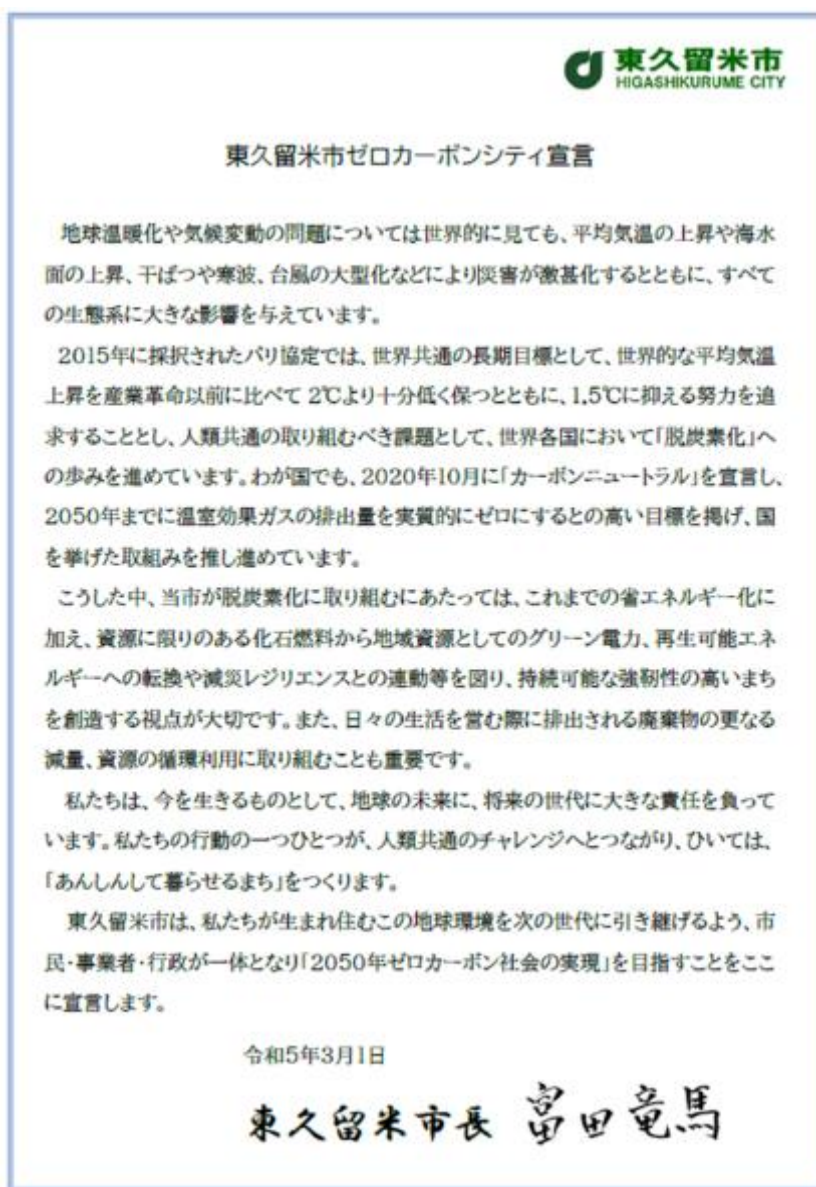 東久留米市
HIGASHIKURUME CITY
東久留米市ゼロカーボンシティ宣言
地球温暖化や気候変動の問題については世界的に見ても、平均気温の上昇や海水
面の上昇、干ばつや寒波、台風の大型化などにより災害が激甚化するとともに、すべて
の生態系に大きな影響を与えています。
2015年に採択されたパリ協定では、世界共通の長期目標として、世界的な平均気温
上昇を産業革命以前に比べて 2℃より十分低く保つとともに、1.5℃に抑える努力を追
求することとし、人類共通の取り組むべき課題として、世界各国において「脱炭素化」へ
の歩みを進めています。わが国でも、2020年10月に「カーボンニュートラル」を宣言し、
2050年までに温室効果ガスの排出量を実質的にゼロにするとの高い目標を掲げ、国
を挙げた取組みを推し進めています。
こうした中、当市が脱炭素化に取り組むにあたっては、これまでの省エネルギー化に
加え、資源に限りのある化石燃料から地域資源としてのグリーン電力、再生可能エネ
ルギーへの転換や減災レジリエンスとの連動等を図り、持続可能な強靭性の高いまち
を創造する視点が大切です。また、日々の生活を営む際に排出される廃棄物の更なる
減量、資源の循環利用に取り組むことも重要です。
私たちは、今を生きるものとして、地球の未来に、将来の世代に大きな責任を負って
います。私たちの行動の一つひとつが、人類共通のチャレンジへとつながり、ひいては、
「あんしんして暮らせるまち」をつくります。
東久留米市は、私たちが生まれ住むこの地球環境を次の世代に引き継げるよう、市
民・事業者・行政が一体となり「2050年ゼロカーボン社会の実現」を目指すことをここ
に宣言します。
令和5年3月1日
東久留米市長 富田竜馬